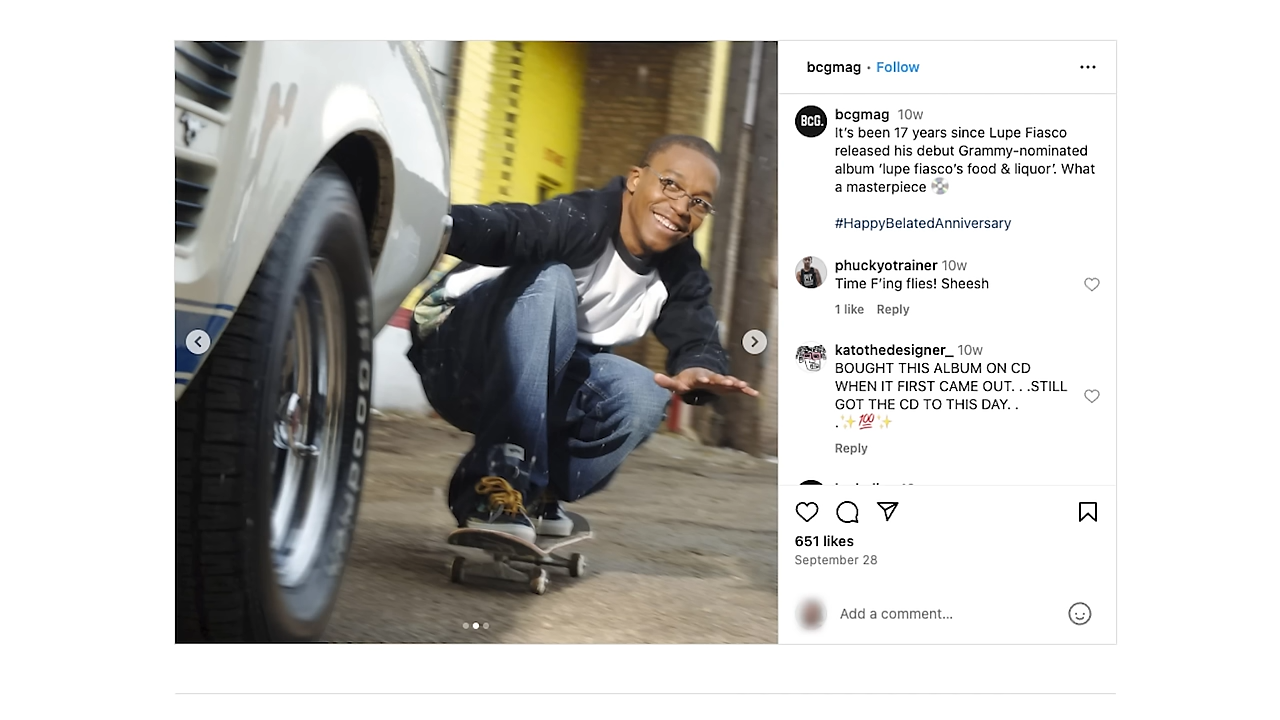 bcgmag • Follow
BCG.
bcgmag 10w
It's been 17 years since Lupe Fiasco
released his debut Grammy-nominated
album 'lupe fiasco's food & liquor'. What
a masterpiece 💿
#HappyBelatedAnniversary
phuckyotrainer 10w
Time F'ing flies! Sheesh
1 like Reply
katothedesigner_ 10w
BOUGHT THIS ALBUM ON CD
WHEN IT FIRST CAME OUT. . .STILL
GOT THE CD TO THIS DAY. .
.✨💯✨
Reply
651 likes
September 28
Add a comment...